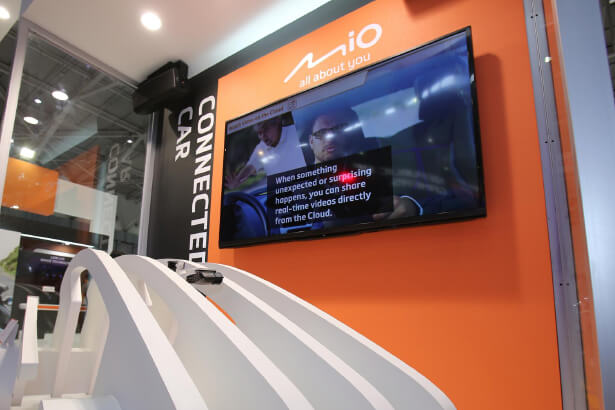 Mio
all about you
CONNECTED
CAR
When something
unexpected or surprising
happens, you can share
real-time videos directly
from the Cloud.